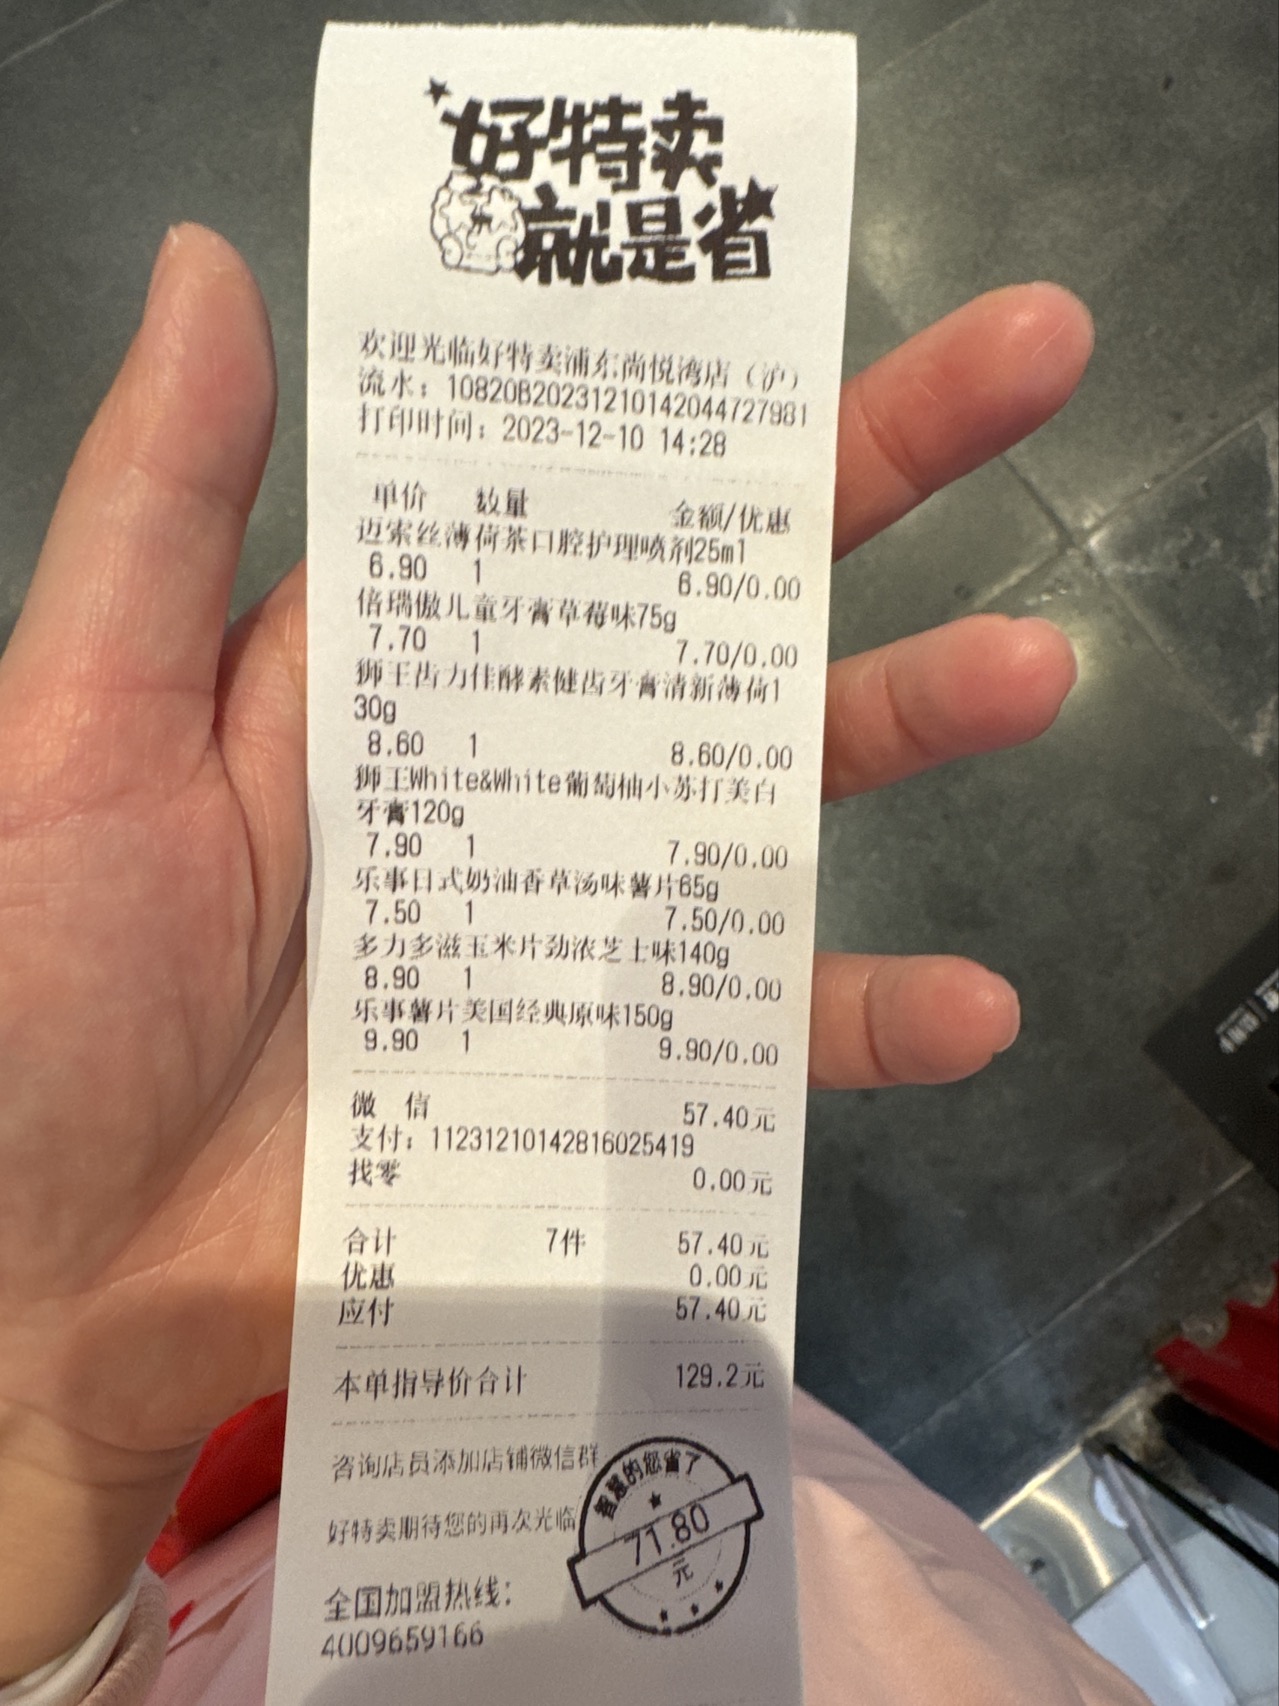 好特卖
就是省
欢迎光临好特卖浦东尚悦湾店（沪）
流水：10820B20231210142044727981
打印时间：2023-12-10 14:28
单价 数量 金额/优惠
迈索丝薄荷茶口腔护理喷剂25ml
6.90 1 6.90/0.00
倍瑞傲儿童牙膏草莓味75g
7.70 1 7.70/0.00
狮王齿力佳酵素健齿牙膏清新薄荷1
30g
8.60 1 8.60/0.00
狮王White&White葡萄柚小苏打美白
牙膏120g
7.90 1 7.90/0.00
乐事日式奶油香草汤味薯片65g
7.50 1 7.50/0.00
多力多滋玉米片劲浓芝士味140g
8.90 1 8.90/0.00
乐事薯片美国经典原味150g
9.90 1 9.90/0.00
微 信 57.40元
支付：11231210142816025419
找零 0.00元
合计 7件 57.40元
优惠 0.00元
应付 57.40元
本单指导价合计 129.2元
咨询店员添加店铺微信群
好特卖期待您的再次光临
智慧的您省了
71.80
元
全国加盟热线：
4009659166